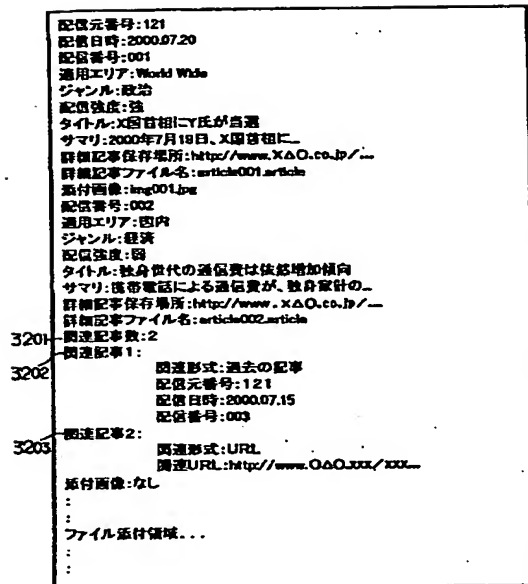 配信元番号:121
配信日時:2000.07.20
配信番号:001
適用エリア:World Wide
ジャンル:政治
配信強度:強
タイトル:X国首相にY氏が当選
サマリ:2000年7月19日、X国首相に...
詳細記事保存場所:http://www.X△O.co.jp/...
詳細記事ファイル名:article001.article
添付画像:img001.jpg
配信番号:002
適用エリア:国内
ジャンル:経済
配信強度:弱
タイトル:独身世代の通信費は依然増加傾向
サマリ:携帯電話による通信費が、独身家計の...
詳細記事保存場所:http://www.X△O.co.jp/...
詳細記事ファイル名:article002.article
3201 関連記事数:2
3202 関連記事1:
関連形式:過去の記事
配信元番号:121
配信日時:2000.07.15
配信番号:003
3203 関連記事2:
関連形式:URL
関連URL:http://www.O△O.xxx/xxx...
添付画像:なし
:
:
ファイル添付領域...
:
: